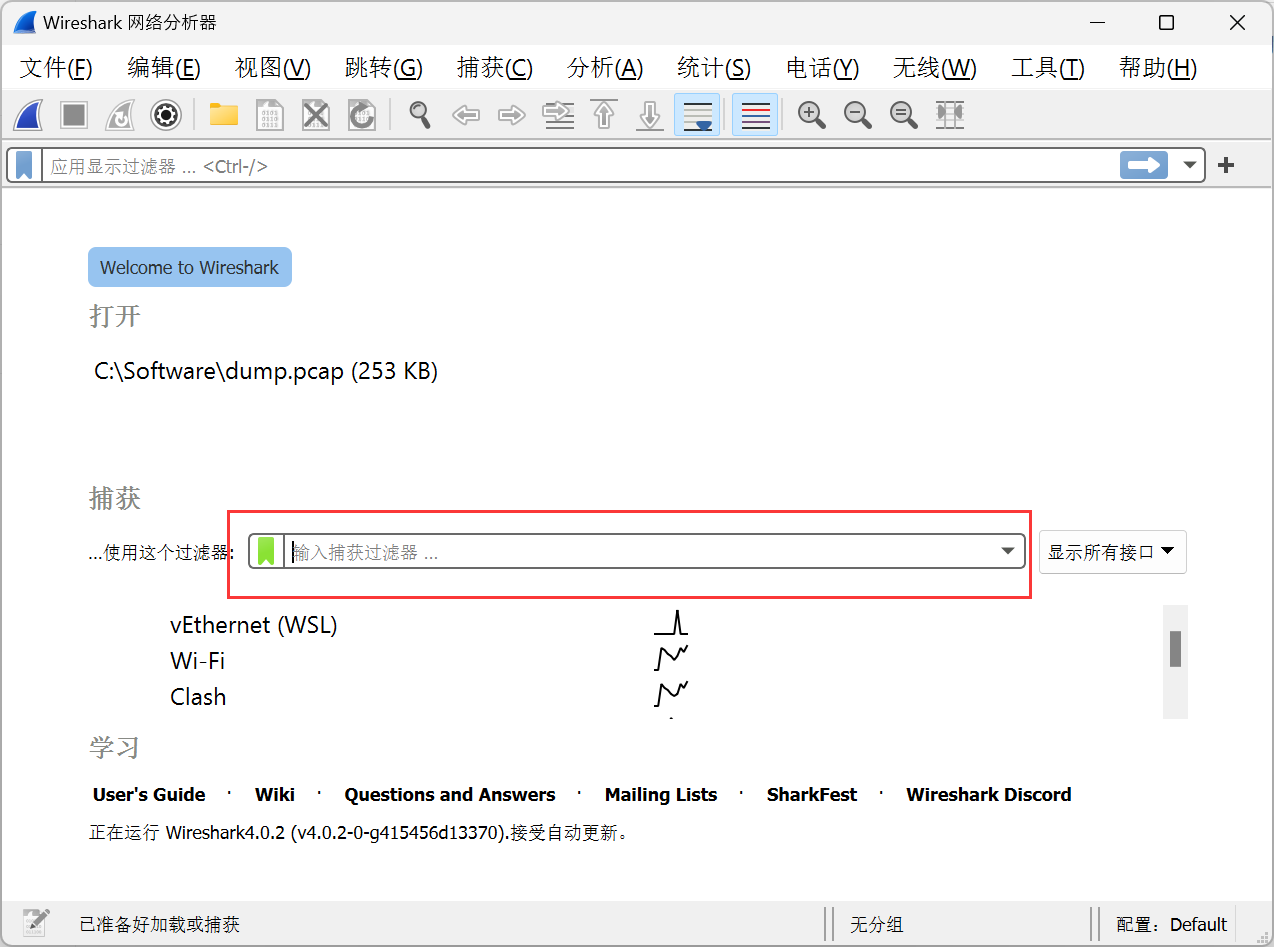 Wireshark 网络分析器
文件(F) 编辑(E) 视图(V) 跳转(G) 捕获(C) 分析(A) 统计(S) 电话(Y) 无线(W) 工具(T) 帮助(H)
应用显示过滤器 … <Ctrl-/>
Welcome to Wireshark
打开
C:\Software\dump.pcap (253 KB)
捕获
…使用这个过滤器: 输入捕获过滤器 … 显示所有接口
vEthernet (WSL)
Wi-Fi
Clash
学习
User's Guide · Wiki · Questions and Answers · Mailing Lists · SharkFest · Wireshark Discord
正在运行 Wireshark4.0.2 (v4.0.2-0-g415456d13370).接受自动更新。
已准备好加载或捕获 无分组 配置：Default